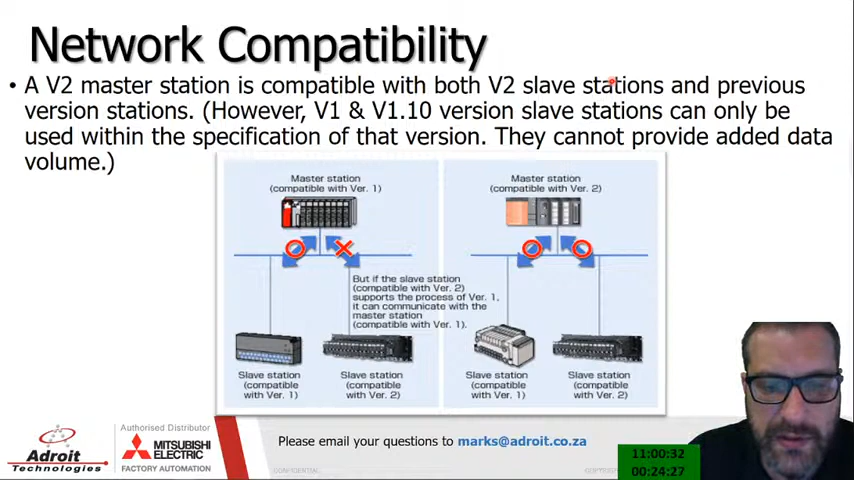 Network Compatibility
• A V2 master station is compatible with both V2 slave stations and previous
version stations. (However, V1 & V1.10 version slave stations can only be
used within the specification of that version. They cannot provide added data
volume.)
Master station
(compatible with Ver. 1)
But if the slave station
(compatible with Ver. 2)
supports the process of Ver. 1,
it can communicate with the
master station
(compatible with Ver. 1).
Slave station
(compatible
with Ver. 1)
Slave station
(compatible
with Ver. 2)
Master station
(compatible with Ver. 2)
Slave station
(compatible
with Ver. 1)
Slave station
(compatible
with Ver. 2)
Adroit
Technologies
Authorised Distributor
MITSUBISHI
ELECTRIC
FACTORY AUTOMATION
Please email your questions to marks@adroit.co.za
CONFIDENTIAL
11:00:32
00:24:27